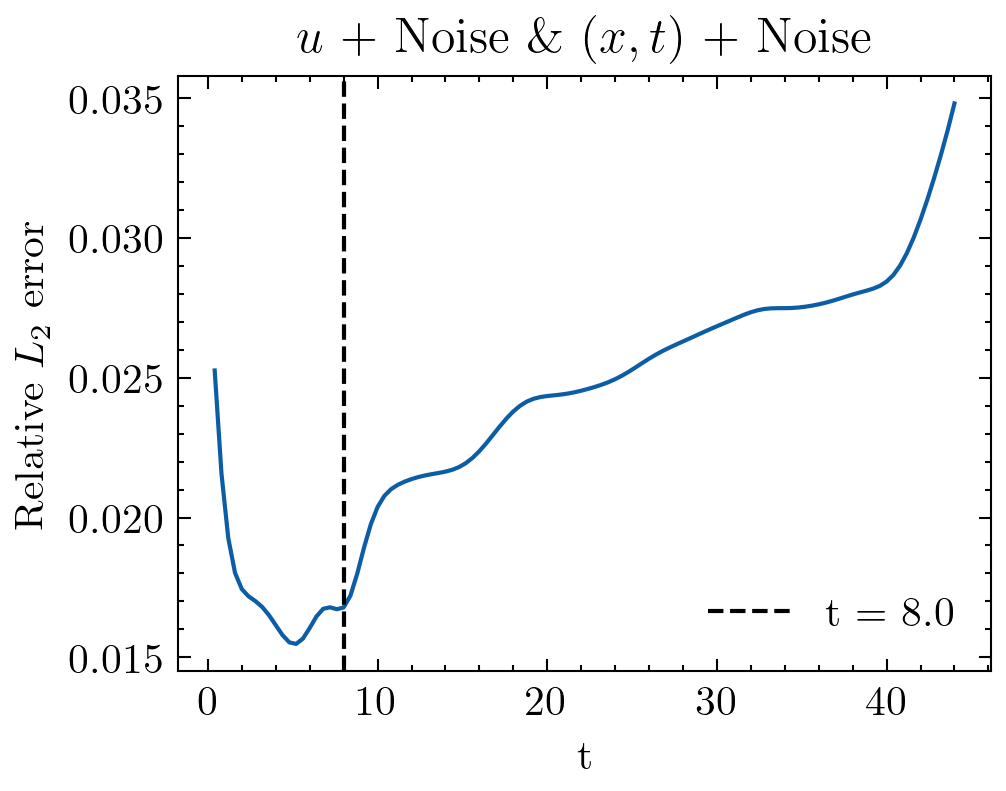 u + Noise & (x, t) + Noise
0.035
0.030
0.025
0.020
0.015
Relative L₂ error
t = 8.0
0 10 20 30 40
t